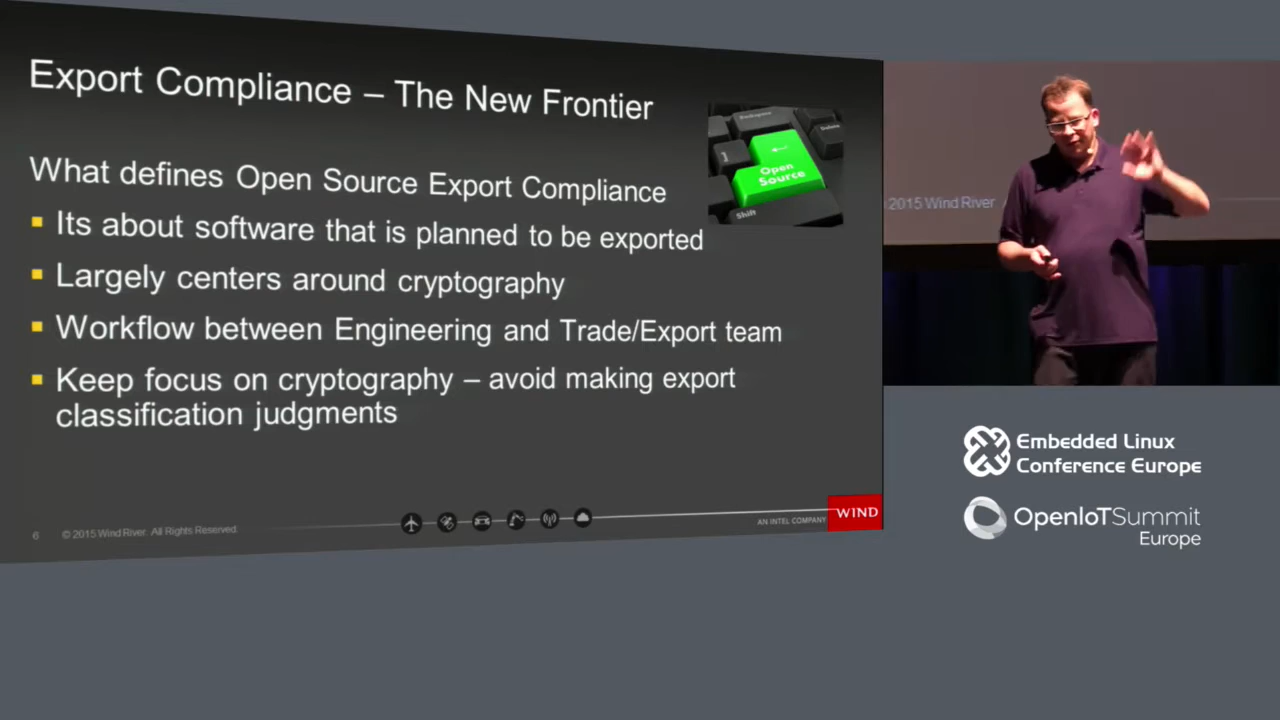 Export Compliance – The New Frontier
What defines Open Source Export Compliance
Its about software that is planned to be exported
Largely centers around cryptography
Workflow between Engineering and Trade/Export team
Keep focus on cryptography – avoid making export
classification judgments
Backspace
Delete
Open
Source
Shift
6 © 2015 Wind River. All Rights Reserved.
AN INTEL COMPANY
WIND
2015 Wind River
Embedded Linux
Conference Europe
OpenIoTSummit
Europe